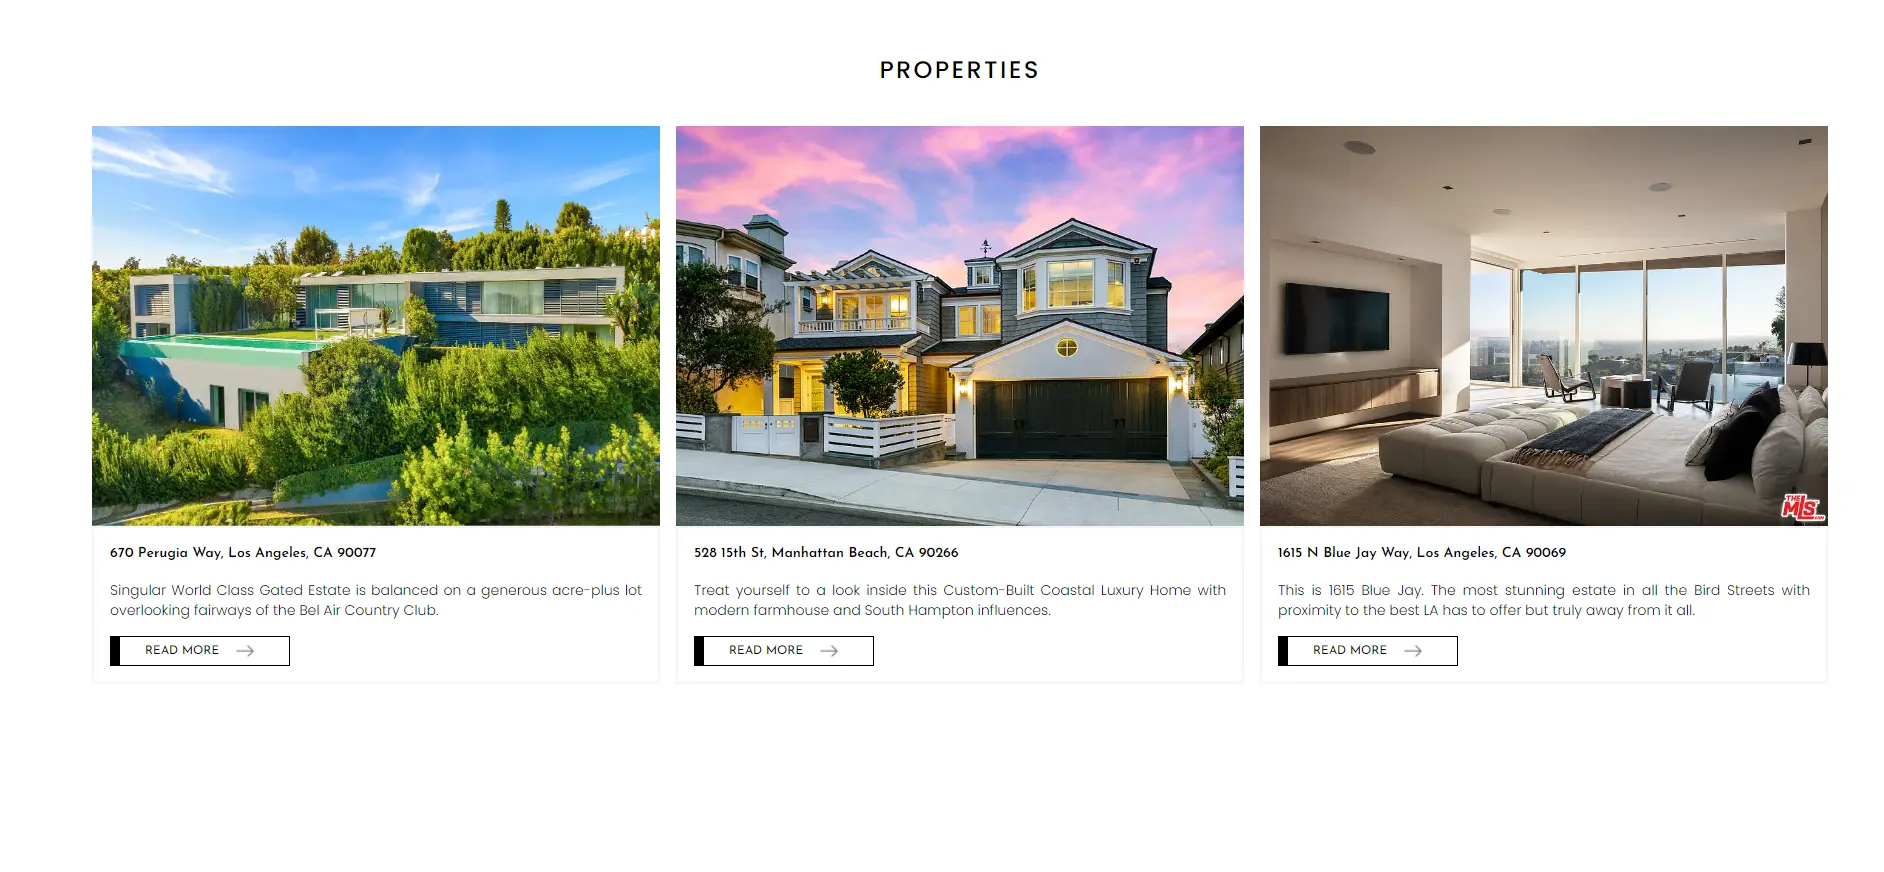 PROPERTIES
THE
MLS
.COM
670 Perugia Way, Los Angeles, CA 90077
Singular World Class Gated Estate is balanced on a generous acre-plus lot
overlooking fairways of the Bel Air Country Club.
READ MORE
528 15th St, Manhattan Beach, CA 90266
Treat yourself to a look inside this Custom-Built Coastal Luxury Home with
modern farmhouse and South Hampton influences.
READ MORE
1615 N Blue Jay Way, Los Angeles, CA 90069
This is 1615 Blue Jay. The most stunning estate in all the Bird Streets with
proximity to the best LA has to offer but truly away from it all.
READ MORE